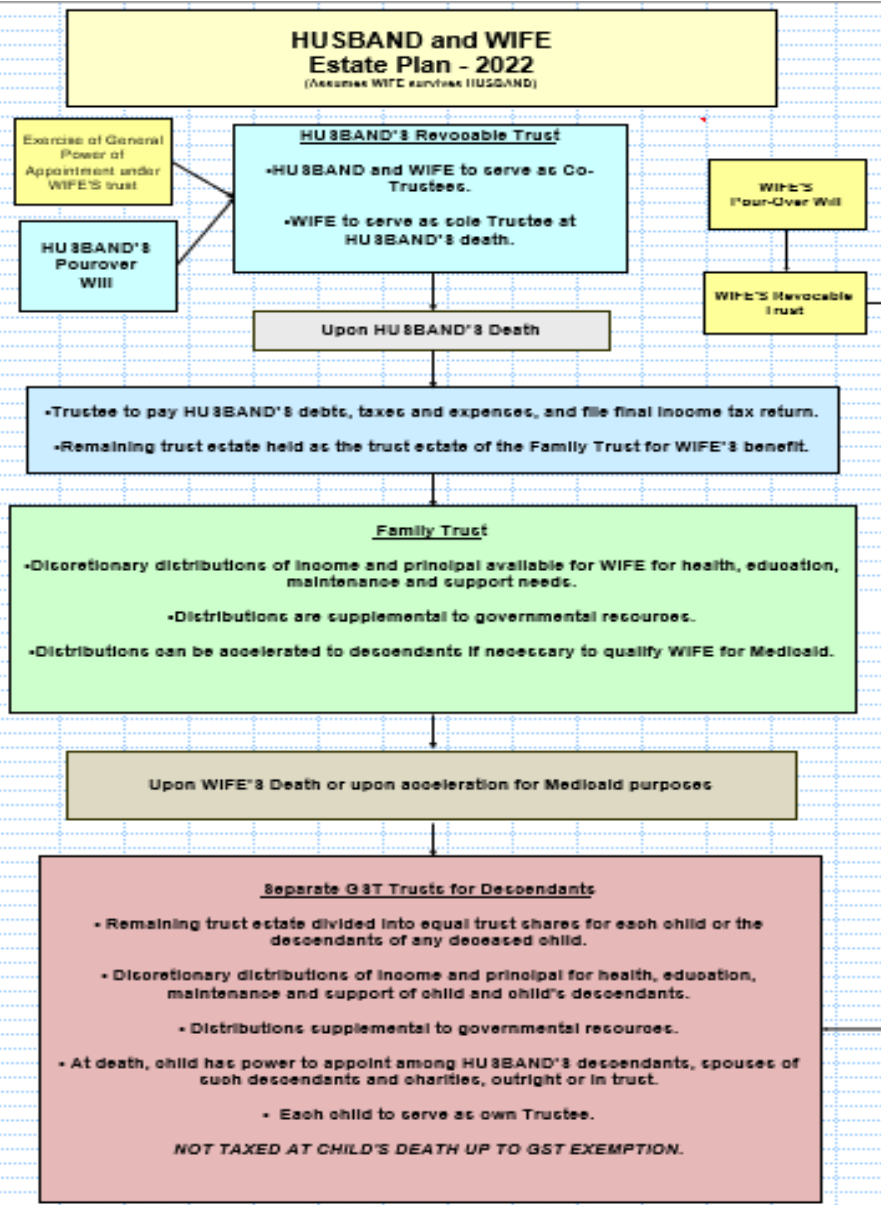 HUSBAND and WIFE
Estate Plan - 2022
(Assumes WIFE survives HUSBAND)
Exercise of General
Power of
Appointment under
WIFE'S trust
HUSBAND'S
Pourover
Will
HUSBAND'S Revocable Trust
•HUSBAND and WIFE to serve as Co-
Trustees.
•WIFE to serve as sole Trustee at
HUSBAND'S death.
WIFE'S
Pour-Over Will
WIFE'S Revocable
Trust
Upon HUSBAND'S Death
•Trustee to pay HUSBAND'S debts, taxes and expenses, and file final income tax return.
•Remaining trust estate held as the trust estate of the Family Trust for WIFE'S benefit.
Family Trust
•Discretionary distributions of income and principal available for WIFE for health, education,
maintenance and support needs.
•Distributions are supplemental to governmental resources.
•Distributions can be accelerated to descendants if necessary to qualify WIFE for Medicaid.
Upon WIFE'S Death or upon acceleration for Medicaid purposes
Separate GST Trusts for Descendants
• Remaining trust estate divided into equal trust shares for each child or the
descendants of any deceased child.
• Discretionary distributions of income and principal for health, education,
maintenance and support of child and child's descendants.
• Distributions supplemental to governmental resources.
• At death, child has power to appoint among HUSBAND'S descendants, spouses of
such descendants and charities, outright or in trust.
• Each child to serve as own Trustee.
NOT TAXED AT CHILD'S DEATH UP TO GST EXEMPTION.